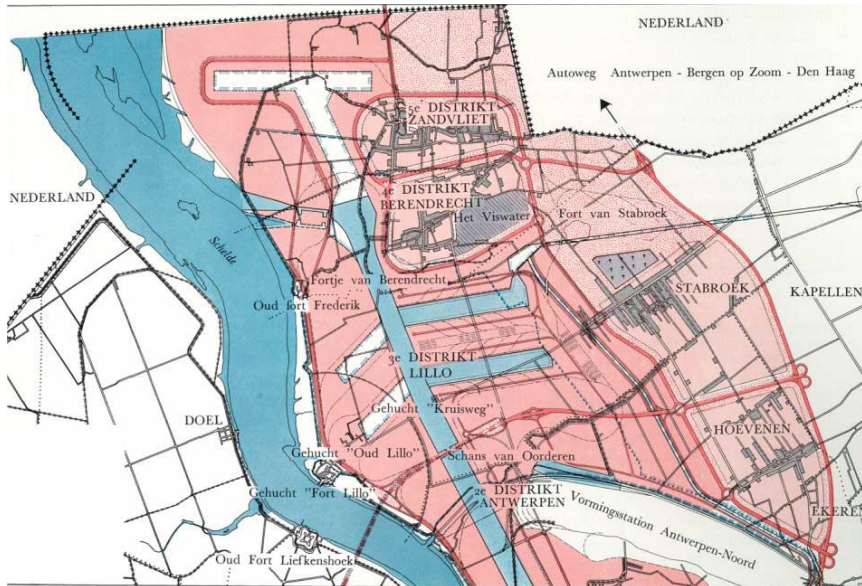 NEDERLAND
Autoweg Antwerpen - Bergen op Zoom - Den Haag
5e DISTRIKT
ZANDVLIET
4e DISTRIKT
BERENDRECHT
Het Viswater
Fort van Stabroek
NEDERLAND
Schelde
Fortje van Berendrecht
Oud fort Frederik
STABROEK
KAPELLEN
3e DISTRIKT
LILLO
Gehucht "Kruisweg"
DOEL
HOEVENEN
Gehucht "Oud Lillo"
Schans van Oorderen
Gehucht "Fort Lillo"
2e DISTRIKT
ANTWERPEN
Vormingsstation Antwerpen-Noord
EKEREN
Oud Fort Liefkenshoek